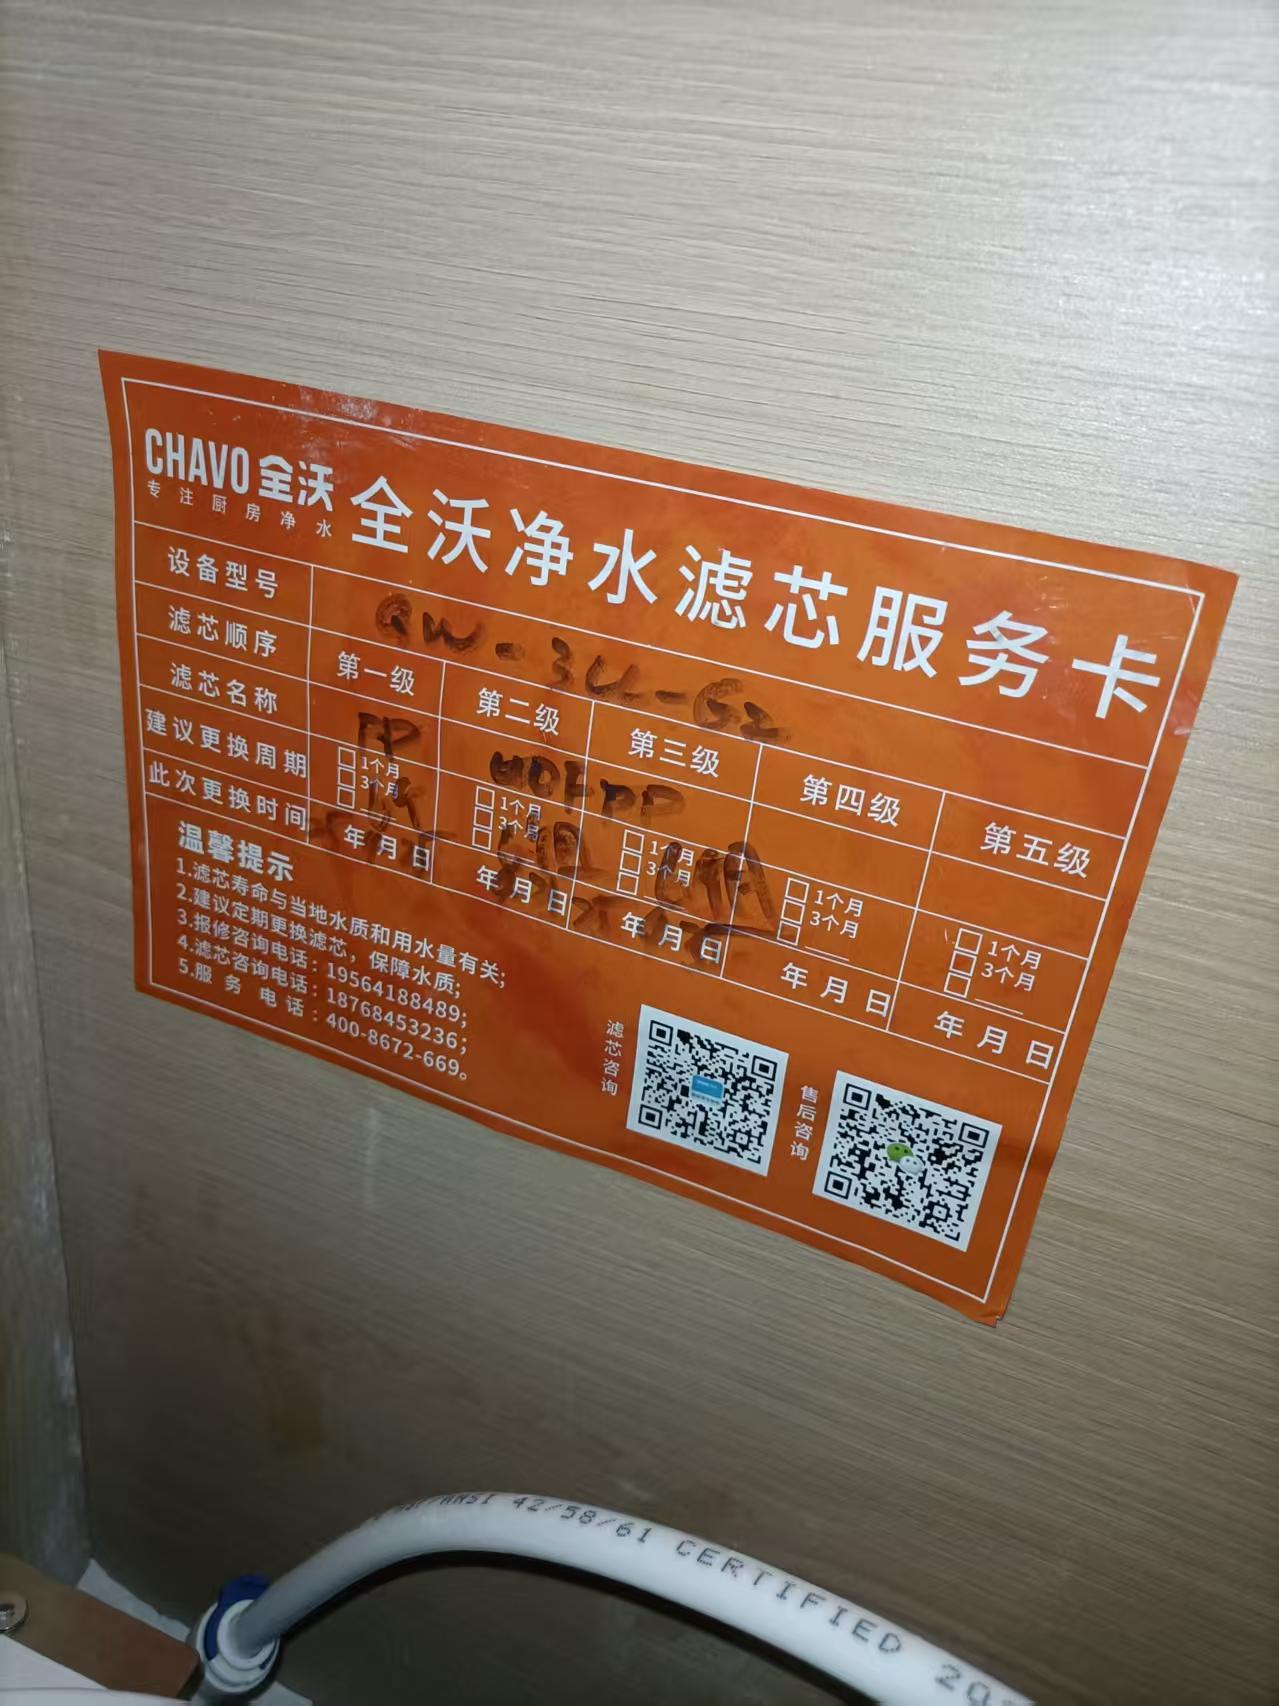 CHAVO 全沃
专注厨房净水
全沃净水滤芯服务卡
设备型号 QW-3U-G2
滤芯顺序 第一级 第二级 第三级 第四级 第五级
滤芯名称 PP
建议更换周期 1个月 1个月 1个月 1个月 1个月
3个月 3个月 3个月 3个月 3个月
此次更换时间 年月日 年月日 年月日 年月日 年月日
温馨提示
1.滤芯寿命与当地水质和用水量有关;
2.建议定期更换滤芯，保障水质;
3.报修咨询电话：19564188489;
4.滤芯咨询电话：18768453236;
5.服务电话：400-8672-669。
滤芯咨询
售后咨询
ANSI 42/58/61 CERTIFIED